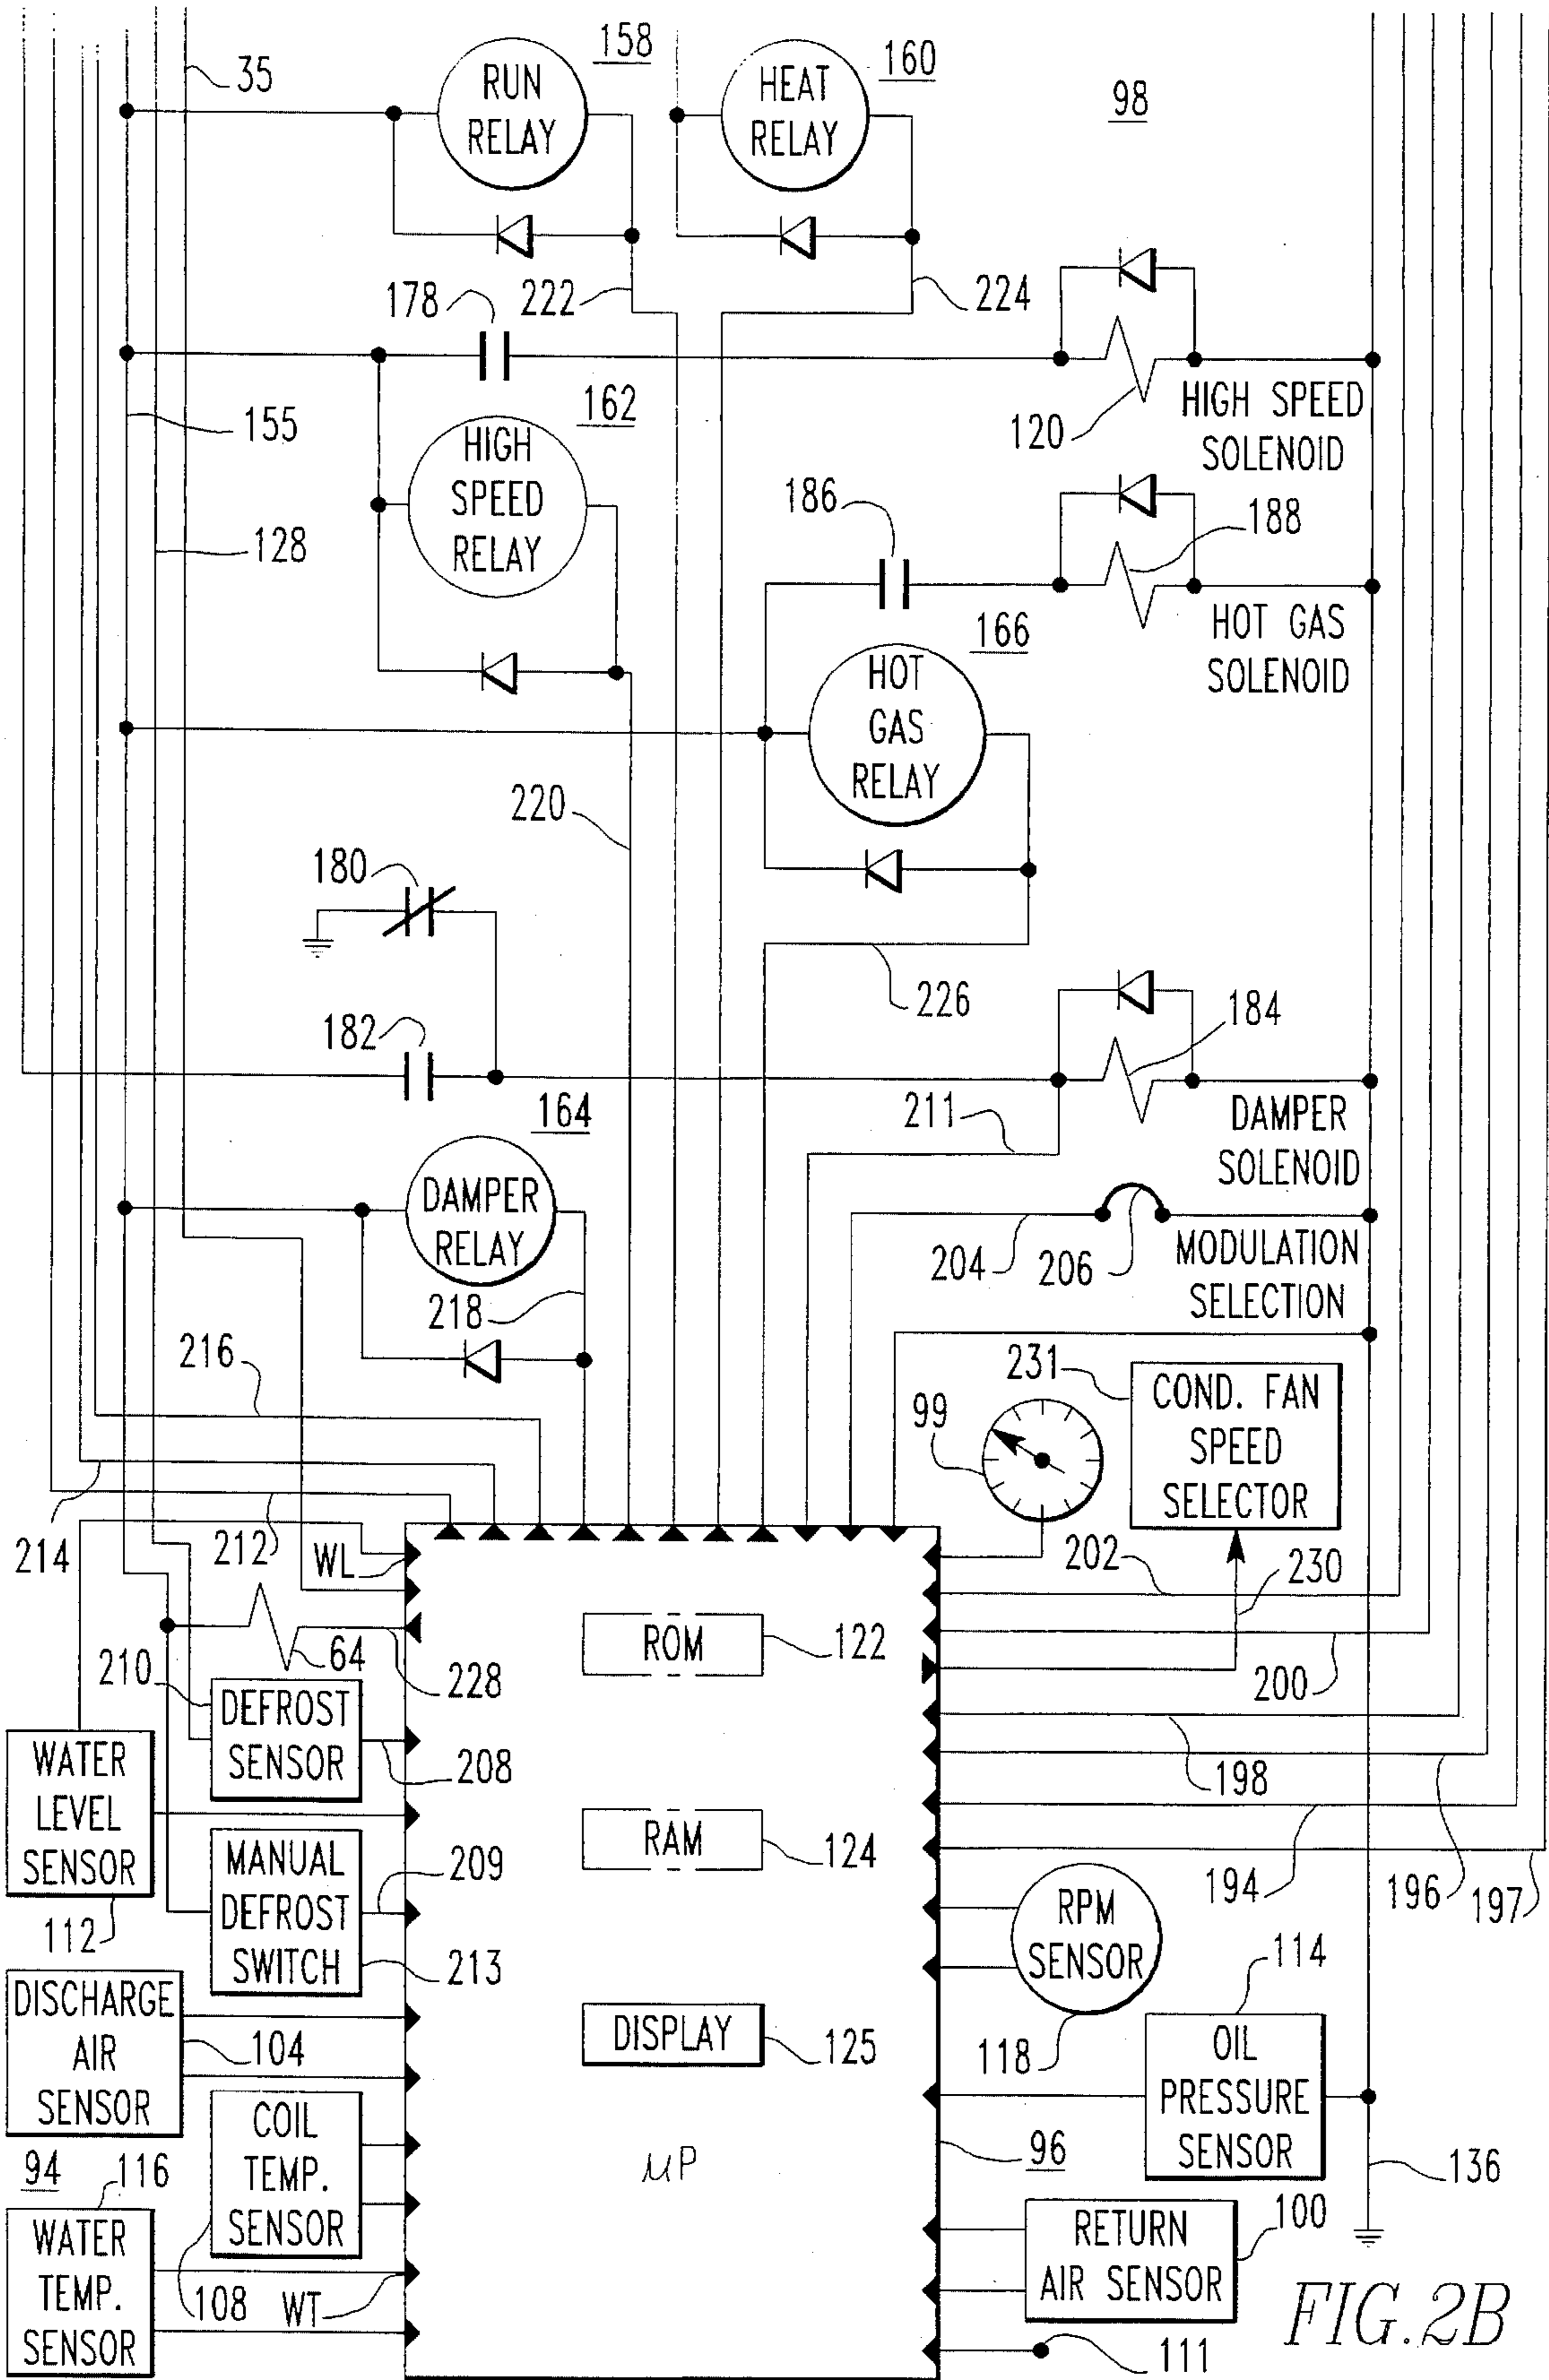 35
RUN
RELAY
158
HEAT
RELAY
160
98
178
222
224
155
162
HIGH
SPEED
RELAY
120
HIGH SPEED
SOLENOID
128
186
188
HOT GAS
SOLENOID
166
HOT
GAS
RELAY
220
180
226
182
184
164
211
DAMPER
SOLENOID
DAMPER
RELAY
204
206
MODULATION
SELECTION
218
216
231
COND. FAN
SPEED
SELECTOR
99
214
212
WL
202
230
ROM
122
64
210
228
200
DEFROST
SENSOR
208
198
196
WATER
LEVEL
SENSOR
112
RAM
124
194
197
MANUAL
DEFROST
SWITCH
209
213
RPM
SENSOR
118
114
DISCHARGE
AIR
SENSOR
104
DISPLAY
125
OIL
PRESSURE
SENSOR
COIL
TEMP.
SENSOR
108
μP
96
136
94
116
WATER
TEMP.
SENSOR
WT
RETURN
AIR SENSOR
100
111
FIG. 2B